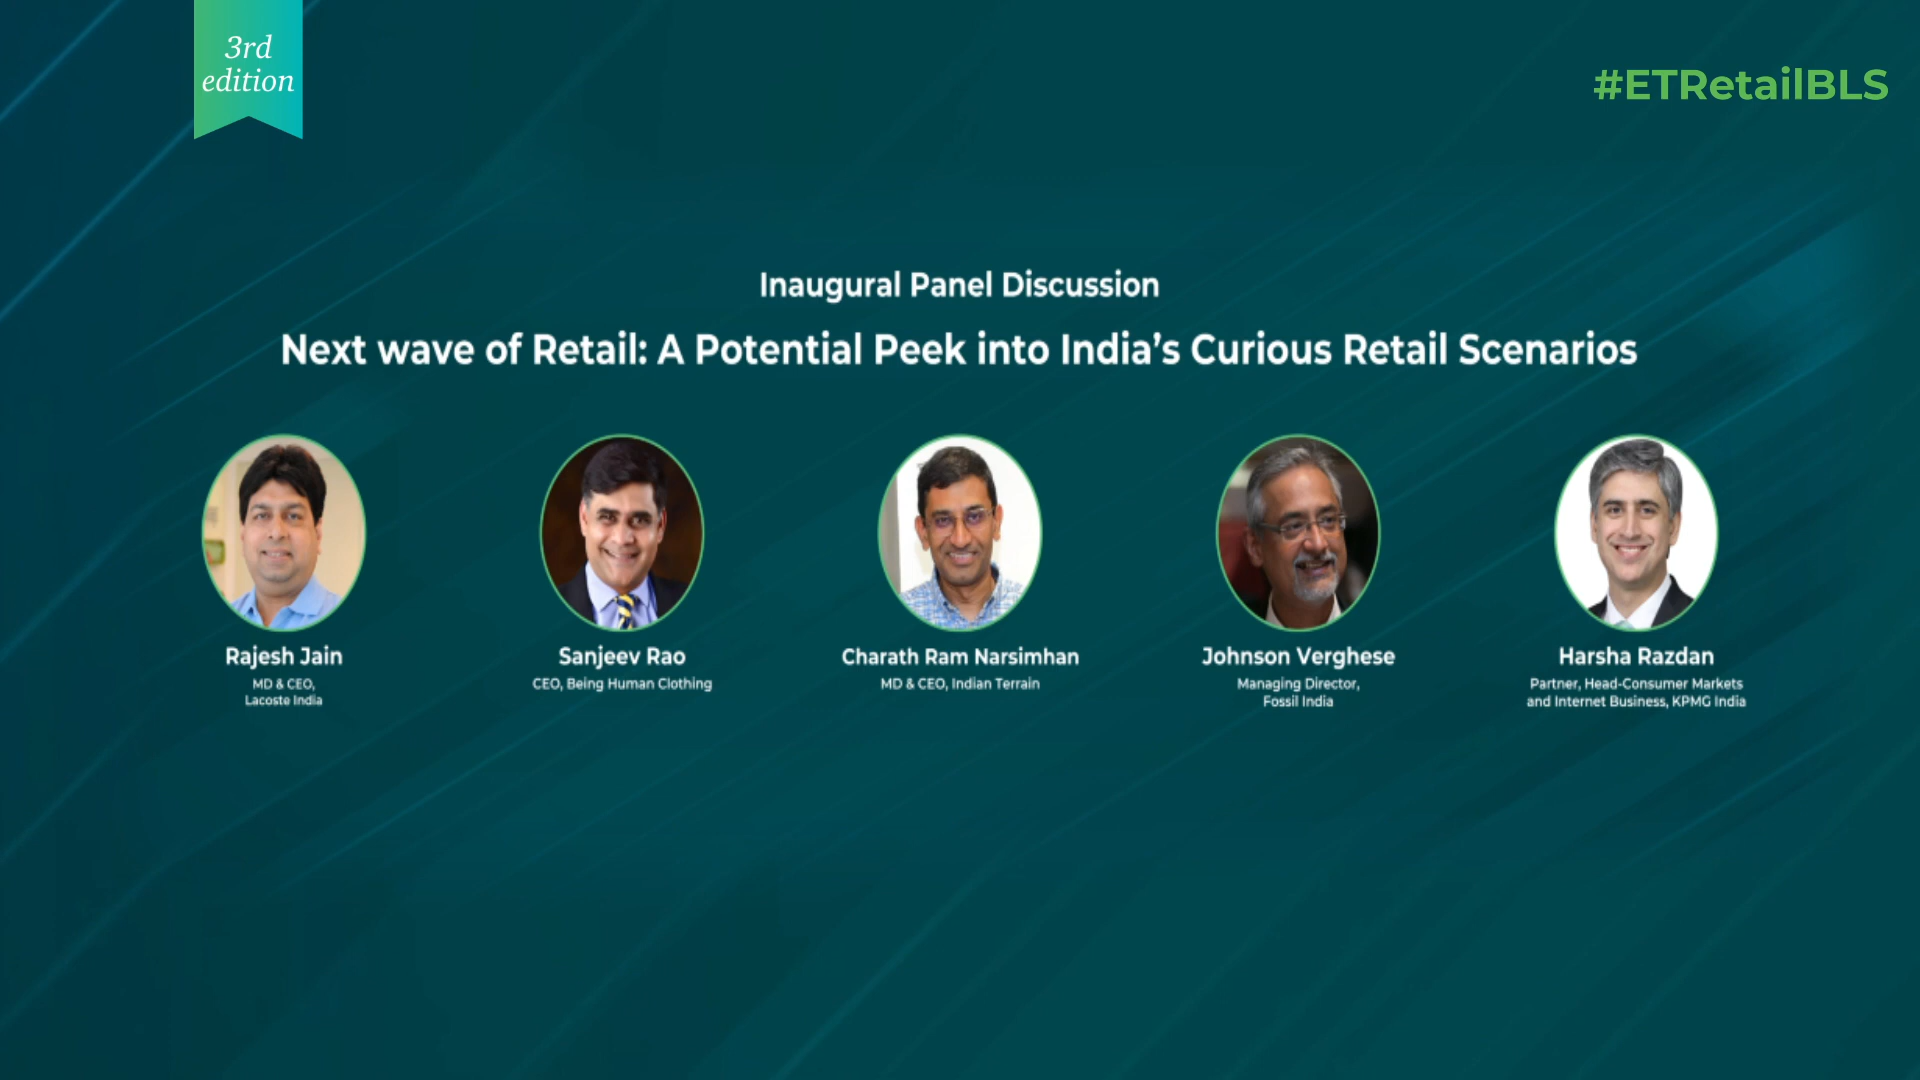 3rd
edition
#ETRetailBLS
Inaugural Panel Discussion
Next wave of Retail: A Potential Peek into India’s Curious Retail Scenarios
Rajesh Jain
MD & CEO,
Lacoste India
Sanjeev Rao
CEO, Being Human Clothing
Charath Ram Narsimhan
MD & CEO, Indian Terrain
Johnson Verghese
Managing Director,
Fossil India
Harsha Razdan
Partner, Head-Consumer Markets
and Internet Business, KPMG India